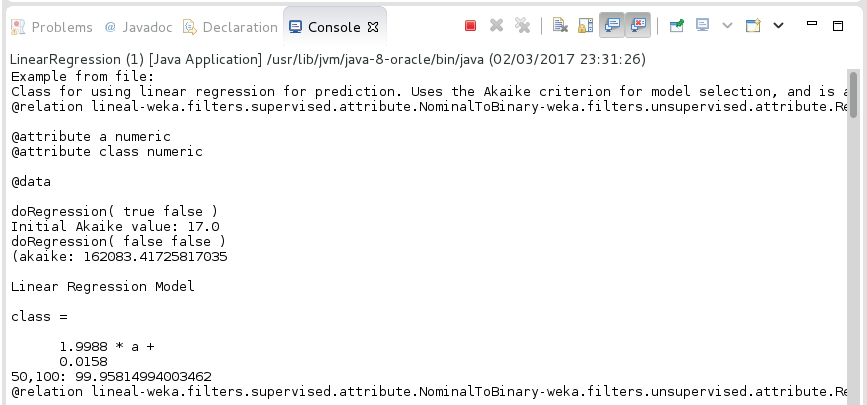 Problems @ Javadoc Declaration Console
LinearRegression (1) [Java Application] /usr/lib/jvm/java-8-oracle/bin/java (02/03/2017 23:31:26)
Example from file:
Class for using linear regression for prediction. Uses the Akaike criterion for model selection, and is a
@relation lineal-weka.filters.supervised.attribute.NominalToBinary-weka.filters.unsupervised.attribute.Re
@attribute a numeric
@attribute class numeric
@data
doRegression( true false )
Initial Akaike value: 17.0
doRegression( false false )
(akaike: 162083.41725817035
Linear Regression Model
class =
1.9988 * a +
0.0158
50,100: 99.95814994003462
@relation lineal-weka.filters.supervised.attribute.NominalToBinary-weka.filters.unsupervised.attribute.Re